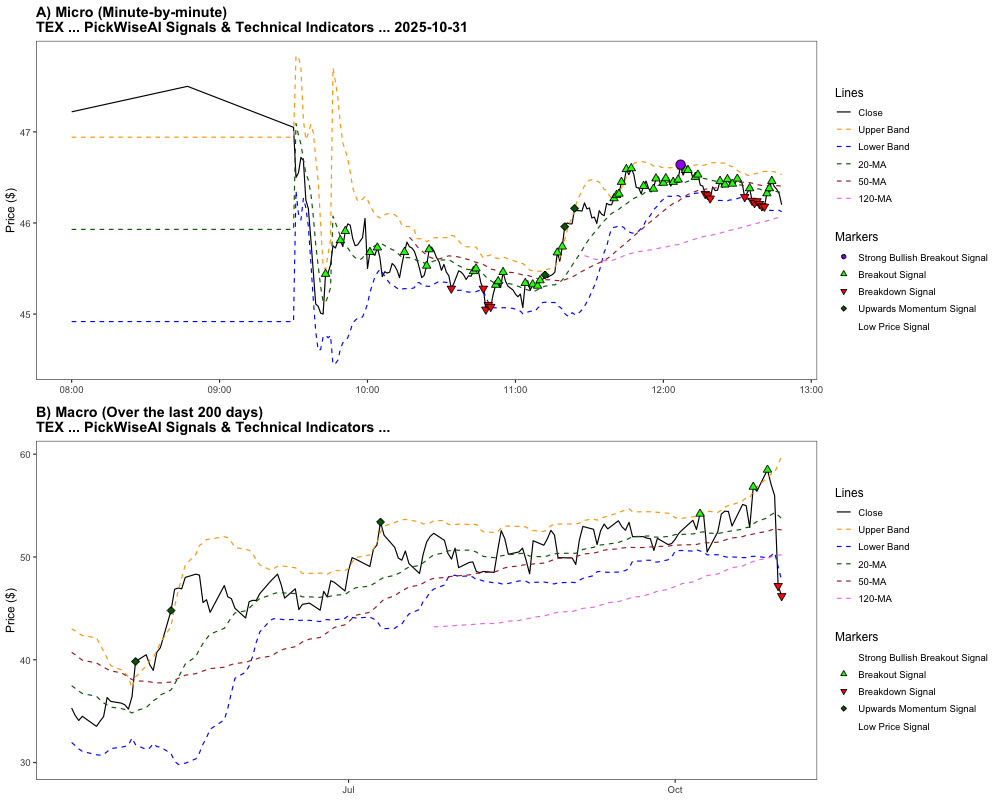 A) Micro (Minute-by-minute)
TEX ... PickWiseAI Signals & Technical Indicators ... 2025-10-31
Price ($)
47
46
45
08:00
09:00
10:00
11:00
12:00
13:00
Lines
Close
Upper Band
Lower Band
20-MA
50-MA
120-MA
Markers
Strong Bullish Breakout Signal
Breakout Signal
Breakdown Signal
Upwards Momentum Signal
Low Price Signal
B) Macro (Over the last 200 days)
TEX ... PickWiseAI Signals & Technical Indicators ...
Price ($)
60
50
40
30
Jul
Oct
Lines
Close
Upper Band
Lower Band
20-MA
50-MA
120-MA
Markers
Strong Bullish Breakout Signal
Breakout Signal
Breakdown Signal
Upwards Momentum Signal
Low Price Signal